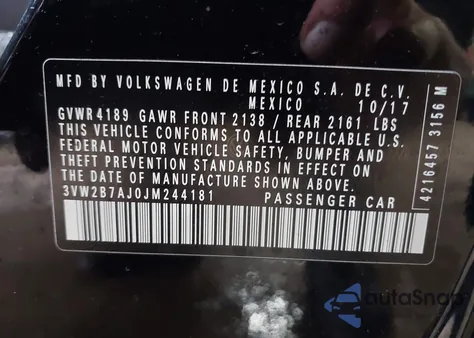 MFD BY VOLKSWAGEN DE MEXICO S.A. DE C.V.
MEXICO 10/17
GVWR4189 GAWR FRONT 2138 / REAR 2161 LBS
THIS VEHICLE CONFORMS TO ALL APPLICABLE U.S.
FEDERAL MOTOR VEHICLE SAFETY, BUMPER AND
THEFT PREVENTION STANDARDS IN EFFECT ON
THE DATE OF MANUFACTURE SHOWN ABOVE
3VW2B7AJ0JM244181 PASSENGER CAR
4216457 3156 M
autoSnap